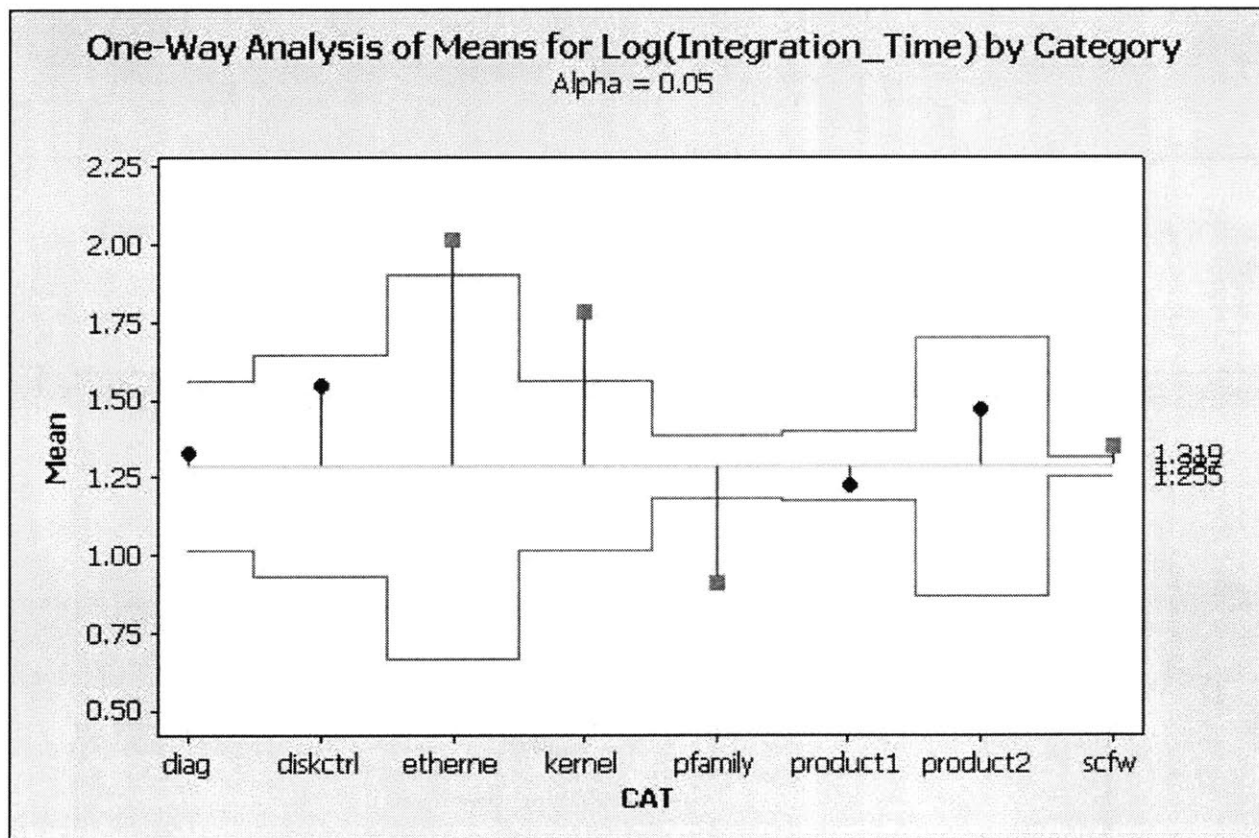 One-Way Analysis of Means for Log(Integration_Time) by Category
Alpha = 0.05
2.25
2.00
1.75
1.50
1.25
1.00
0.75
0.50
Mean
1.255
diag diskctrl etherne kernel pfamily product1 product2 scfw
CAT